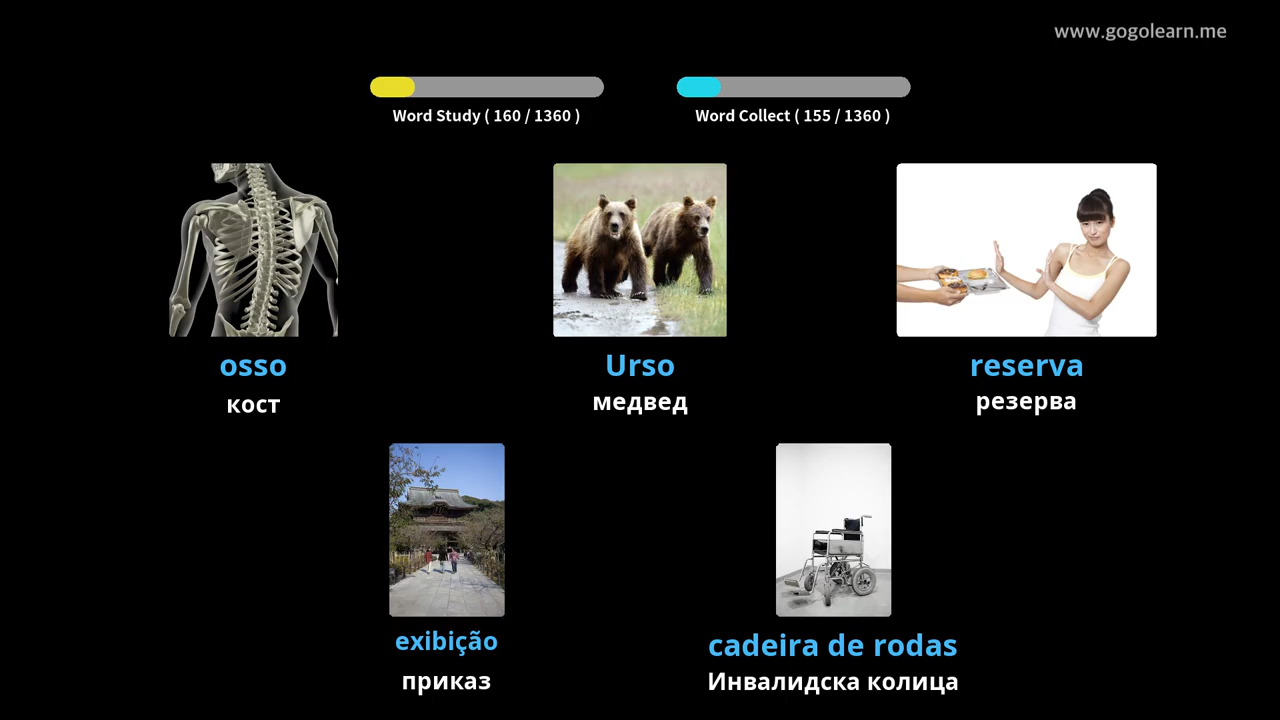 www.gogolearn.me
Word Study ( 160 / 1360 )
Word Collect ( 155 / 1360 )
osso
кост
Urso
медвед
reserva
резерва
exibição
приказ
cadeira de rodas
Инвалидска колица